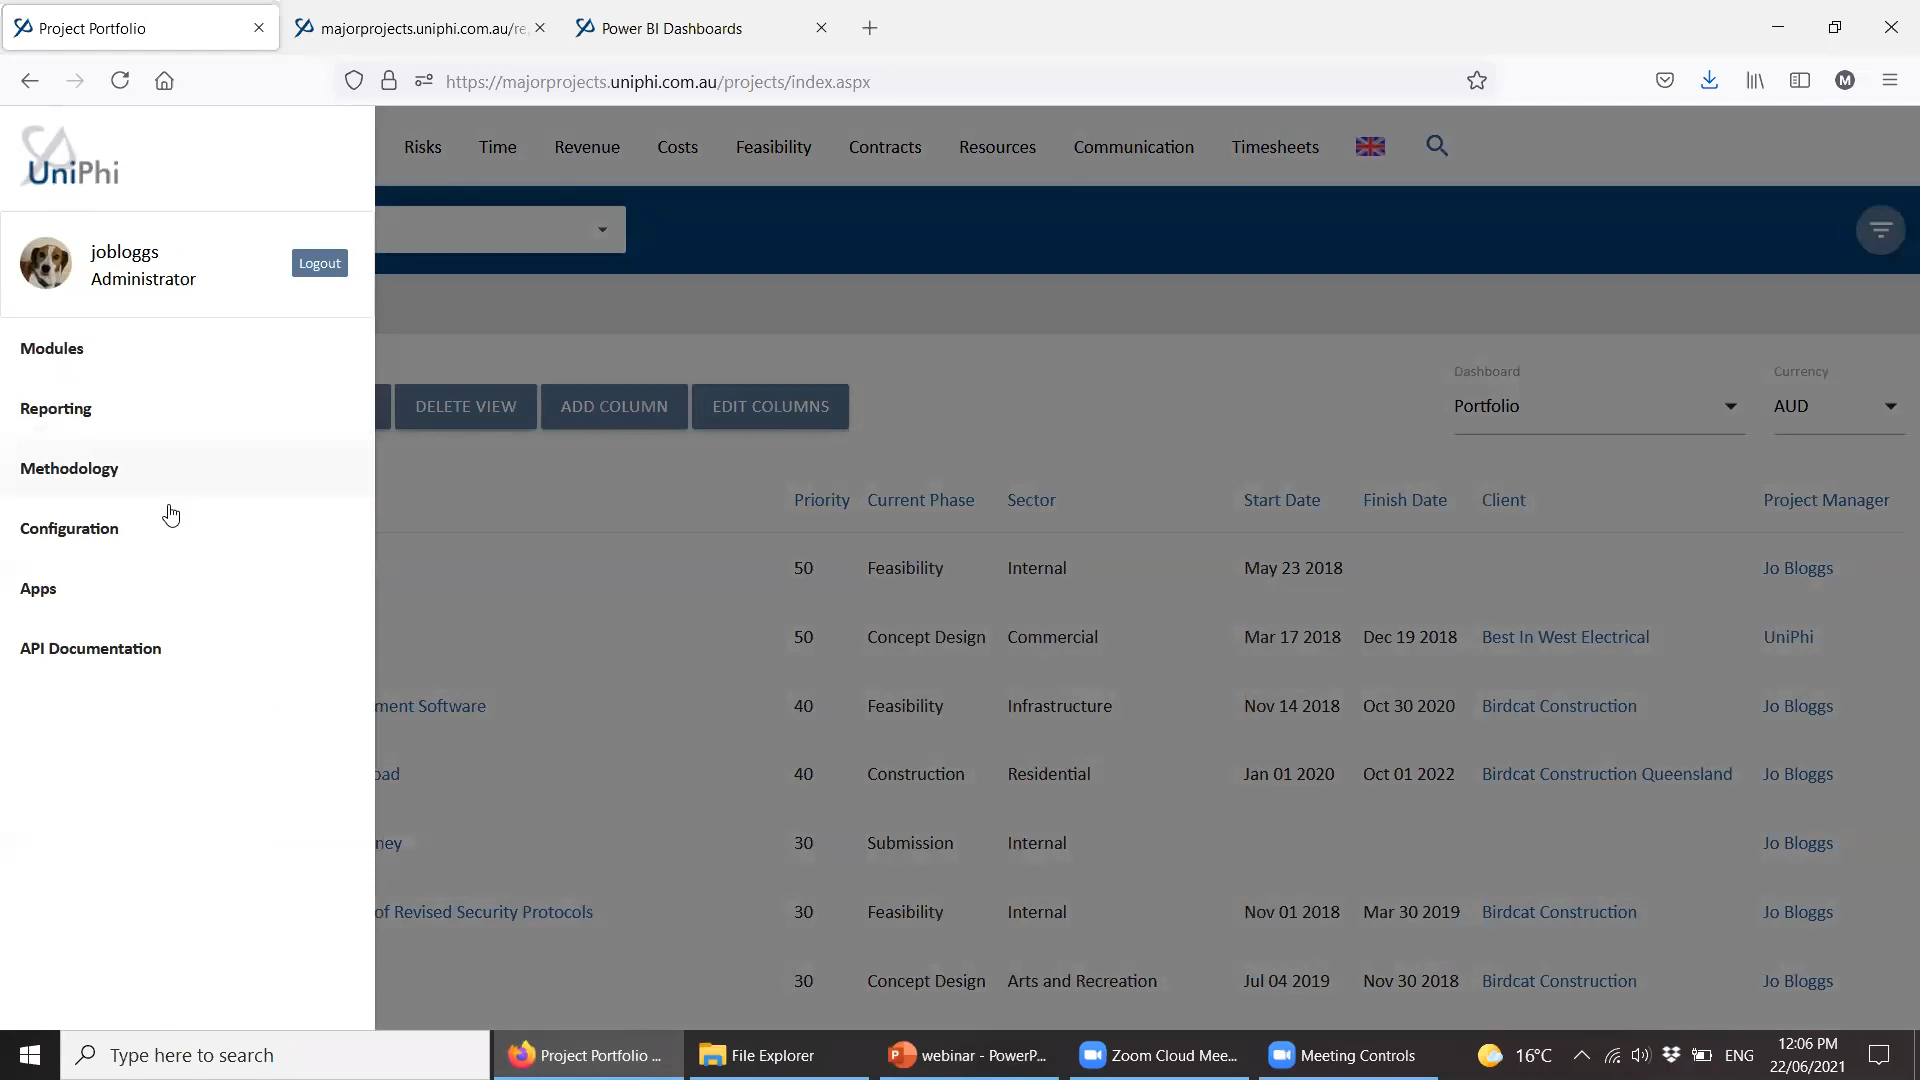 Project Portfolio
majorprojects.uniphi.com.au/re
Power BI Dashboards
https://majorprojects.uniphi.com.au/projects/index.aspx
M
UniPhi
Risks Time Revenue Costs Feasibility Contracts Resources Communication Timesheets
jobloggs
Administrator
Logout
Modules
Reporting
Methodology
Configuration
Apps
API Documentation
DELETE VIEW ADD COLUMN EDIT COLUMNS
Dashboard
Portfolio
Currency
AUD
Priority Current Phase Sector Start Date Finish Date Client Project Manager
50 Feasibility Internal May 23 2018 Jo Bloggs
50 Concept Design Commercial Mar 17 2018 Dec 19 2018 Best In West Electrical UniPhi
ment Software 40 Feasibility Infrastructure Nov 14 2018 Oct 30 2020 Birdcat Construction Jo Bloggs
oad 40 Construction Residential Jan 01 2020 Oct 01 2022 Birdcat Construction Queensland Jo Bloggs
ney 30 Submission Internal Jo Bloggs
of Revised Security Protocols 30 Feasibility Internal Nov 01 2018 Mar 30 2019 Birdcat Construction Jo Bloggs
30 Concept Design Arts and Recreation Jul 04 2019 Nov 30 2018 Birdcat Construction Jo Bloggs
Type here to search
Project Portfolio ...
File Explorer
webinar - PowerP...
Zoom Cloud Mee...
Meeting Controls
16°C
ENG
12:06 PM
22/06/2021